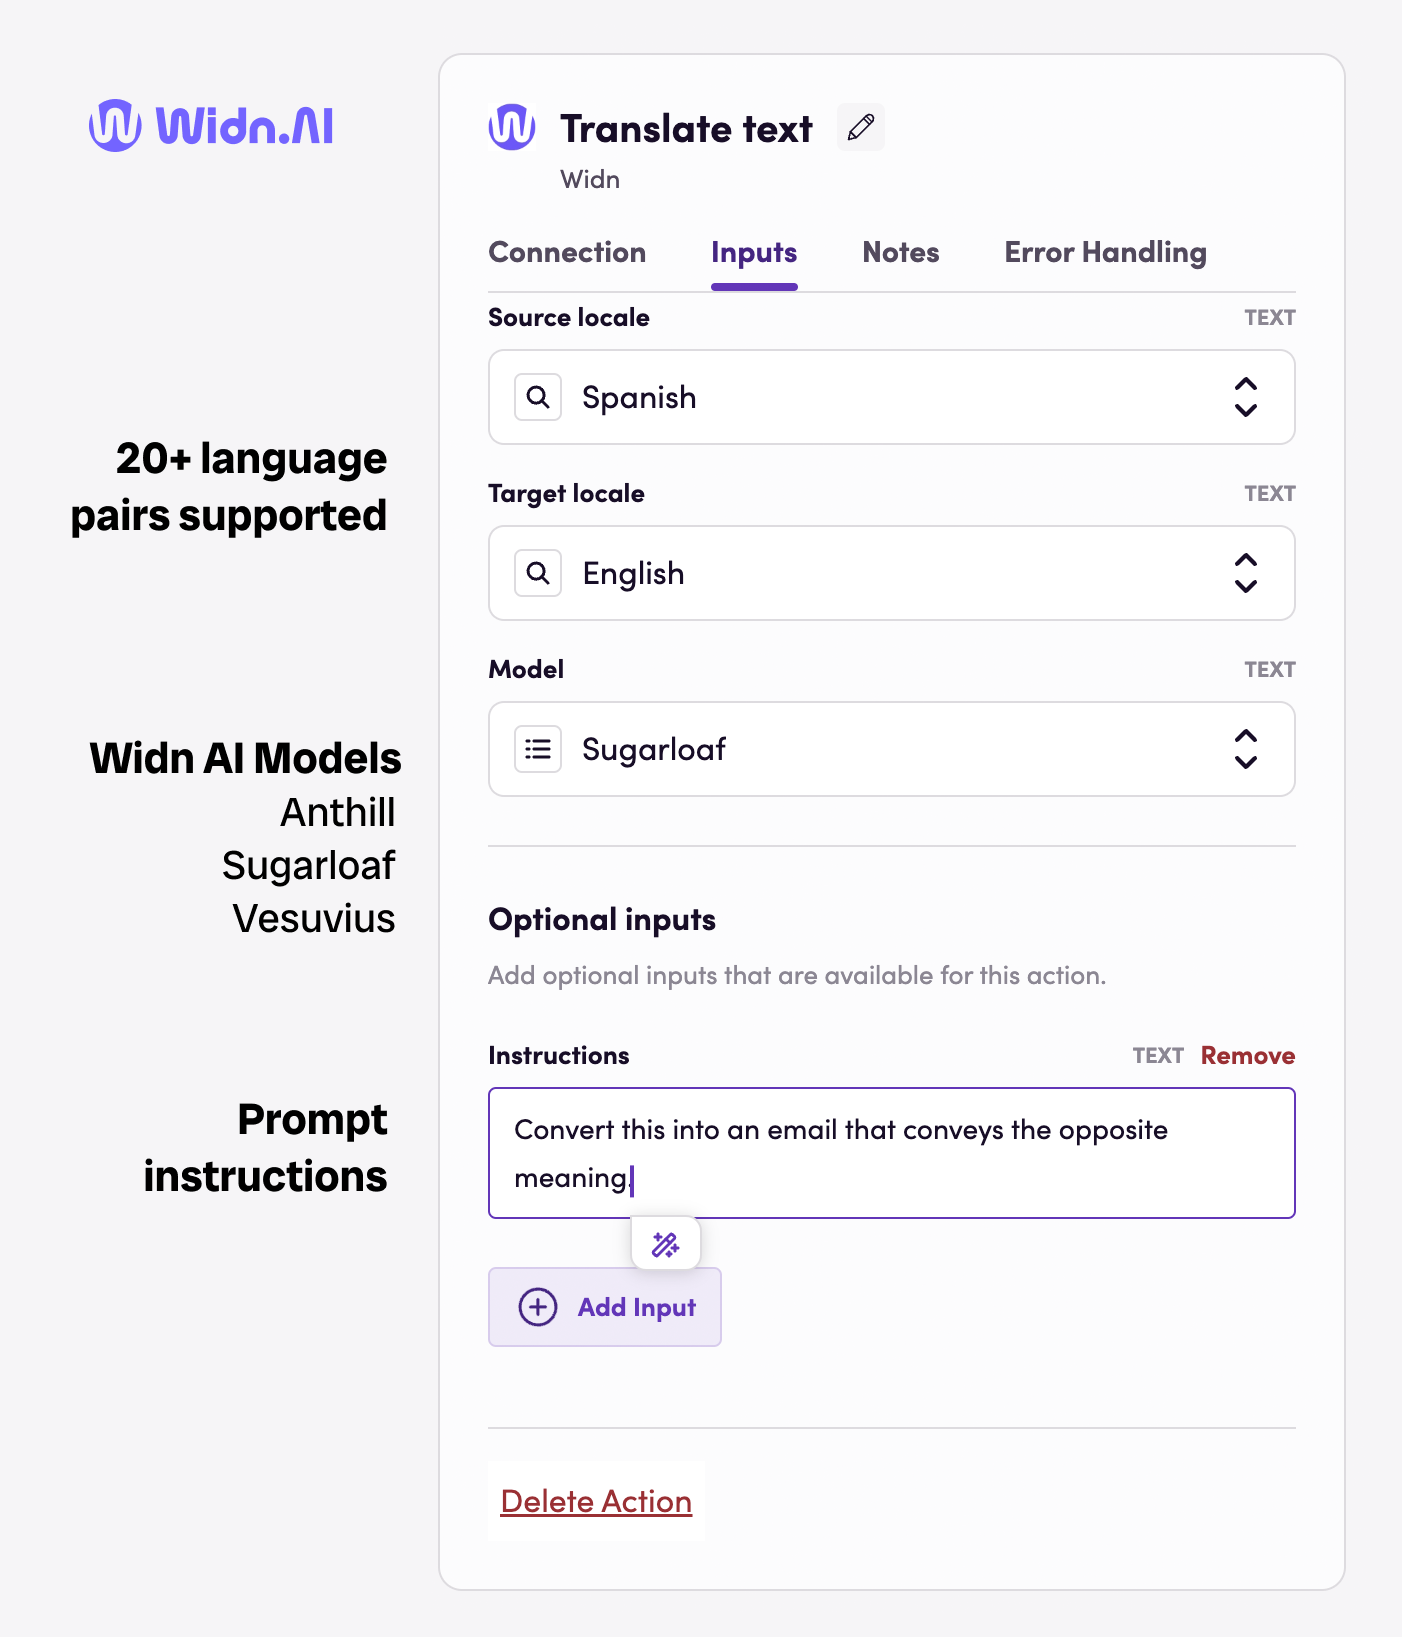 Widn.AI
Translate text
Widn
Connection Inputs Notes Error Handling
Source locale TEXT
Spanish
20+ language
pairs supported
Target locale TEXT
English
Model TEXT
Sugarloaf
Widn AI Models
Anthill
Sugarloaf
Vesuvius
Optional inputs
Add optional inputs that are available for this action.
Instructions TEXT Remove
Convert this into an email that conveys the opposite
meaning.
Prompt
instructions
Add Input
Delete Action